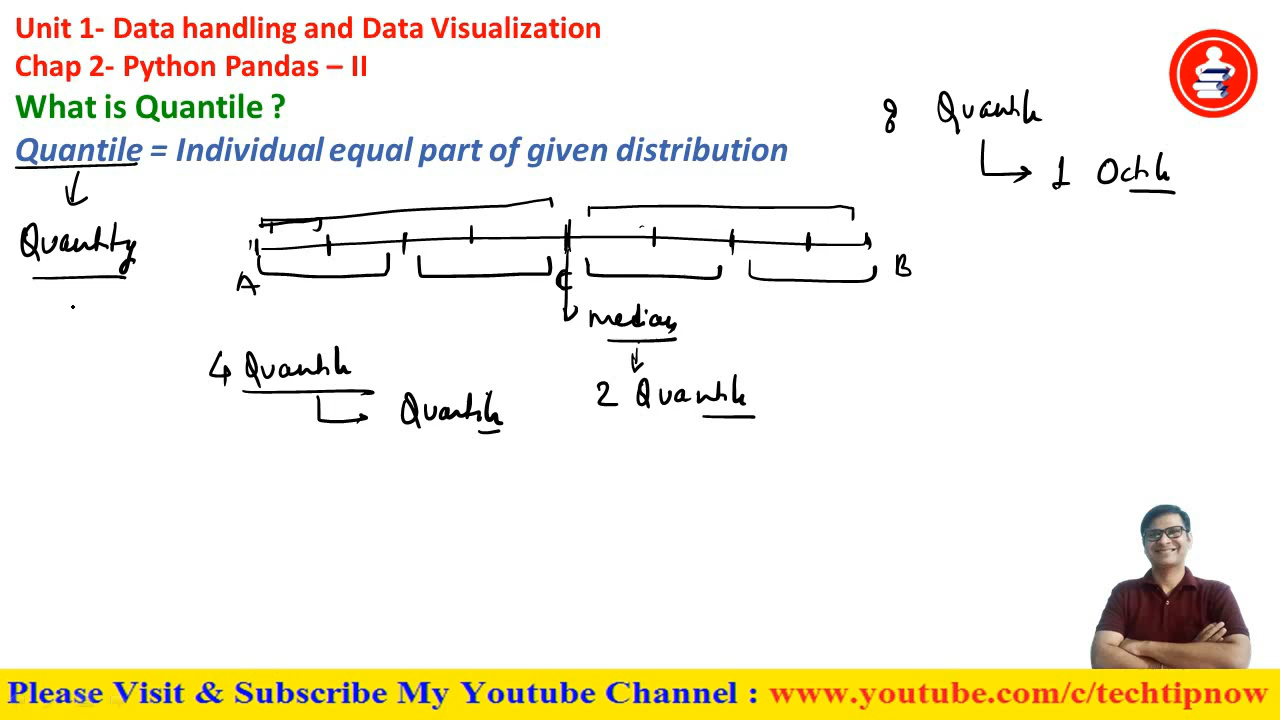 Unit 1- Data handling and Data Visualization
Chap 2- Python Pandas – II
What is Quantile ?
Quantile = Individual equal part of given distribution
8 Quantile
1 Octile
Quantity
A
C
B
median
4 Quantile
2 Quantile
Quantile
Please Visit & Subscribe My Youtube Channel : www.youtube.com/c/techtipnow